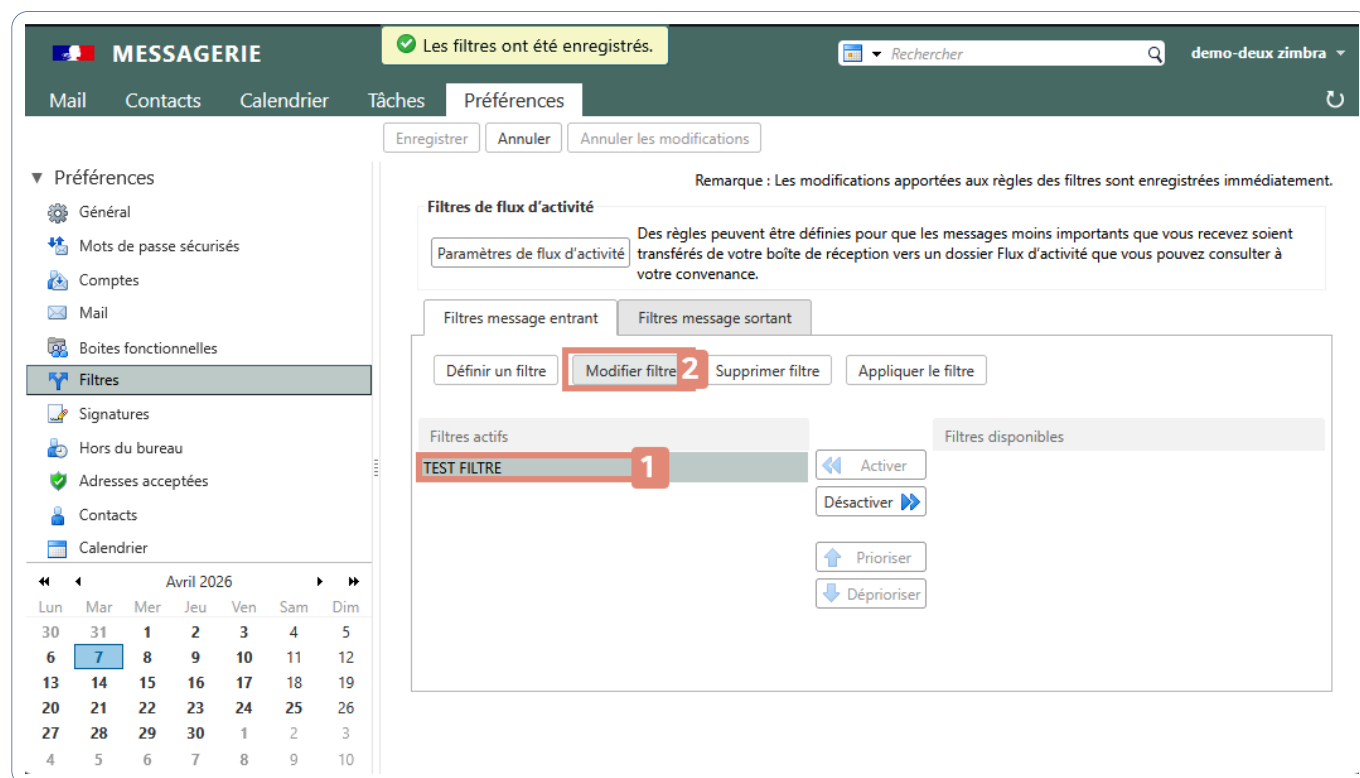 MESSAGERIE
Les filtres ont été enregistrés.
Rechercher
demo-deux zimbra
Mail Contacts Calendrier Tâches Préférences
Enregistrer Annuler Annuler les modifications
Préférences
Général
Mots de passe sécurisés
Comptes
Mail
Boites fonctionnelles
Filtres
Signatures
Hors du bureau
Adresses acceptées
Contacts
Calendrier
Avril 2026
Lun Mar Mer Jeu Ven Sam Dim
30 31 1 2 3 4 5
6 7 8 9 10 11 12
13 14 15 16 17 18 19
20 21 22 23 24 25 26
27 28 29 30 1 2 3
4 5 6 7 8 9 10
Remarque : Les modifications apportées aux règles des filtres sont enregistrées immédiatement.
Filtres de flux d'activité
Paramètres de flux d'activité
Des règles peuvent être définies pour que les messages moins importants que vous recevez soient
transférés de votre boîte de réception vers un dossier Flux d'activité que vous pouvez consulter à
votre convenance.
Filtres message entrant Filtres message sortant
Définir un filtre Modifier filtre 2 Supprimer filtre Appliquer le filtre
Filtres actifs Filtres disponibles
TEST FILTRE 1
Activer
Désactiver
Prioriser
Déprioriser